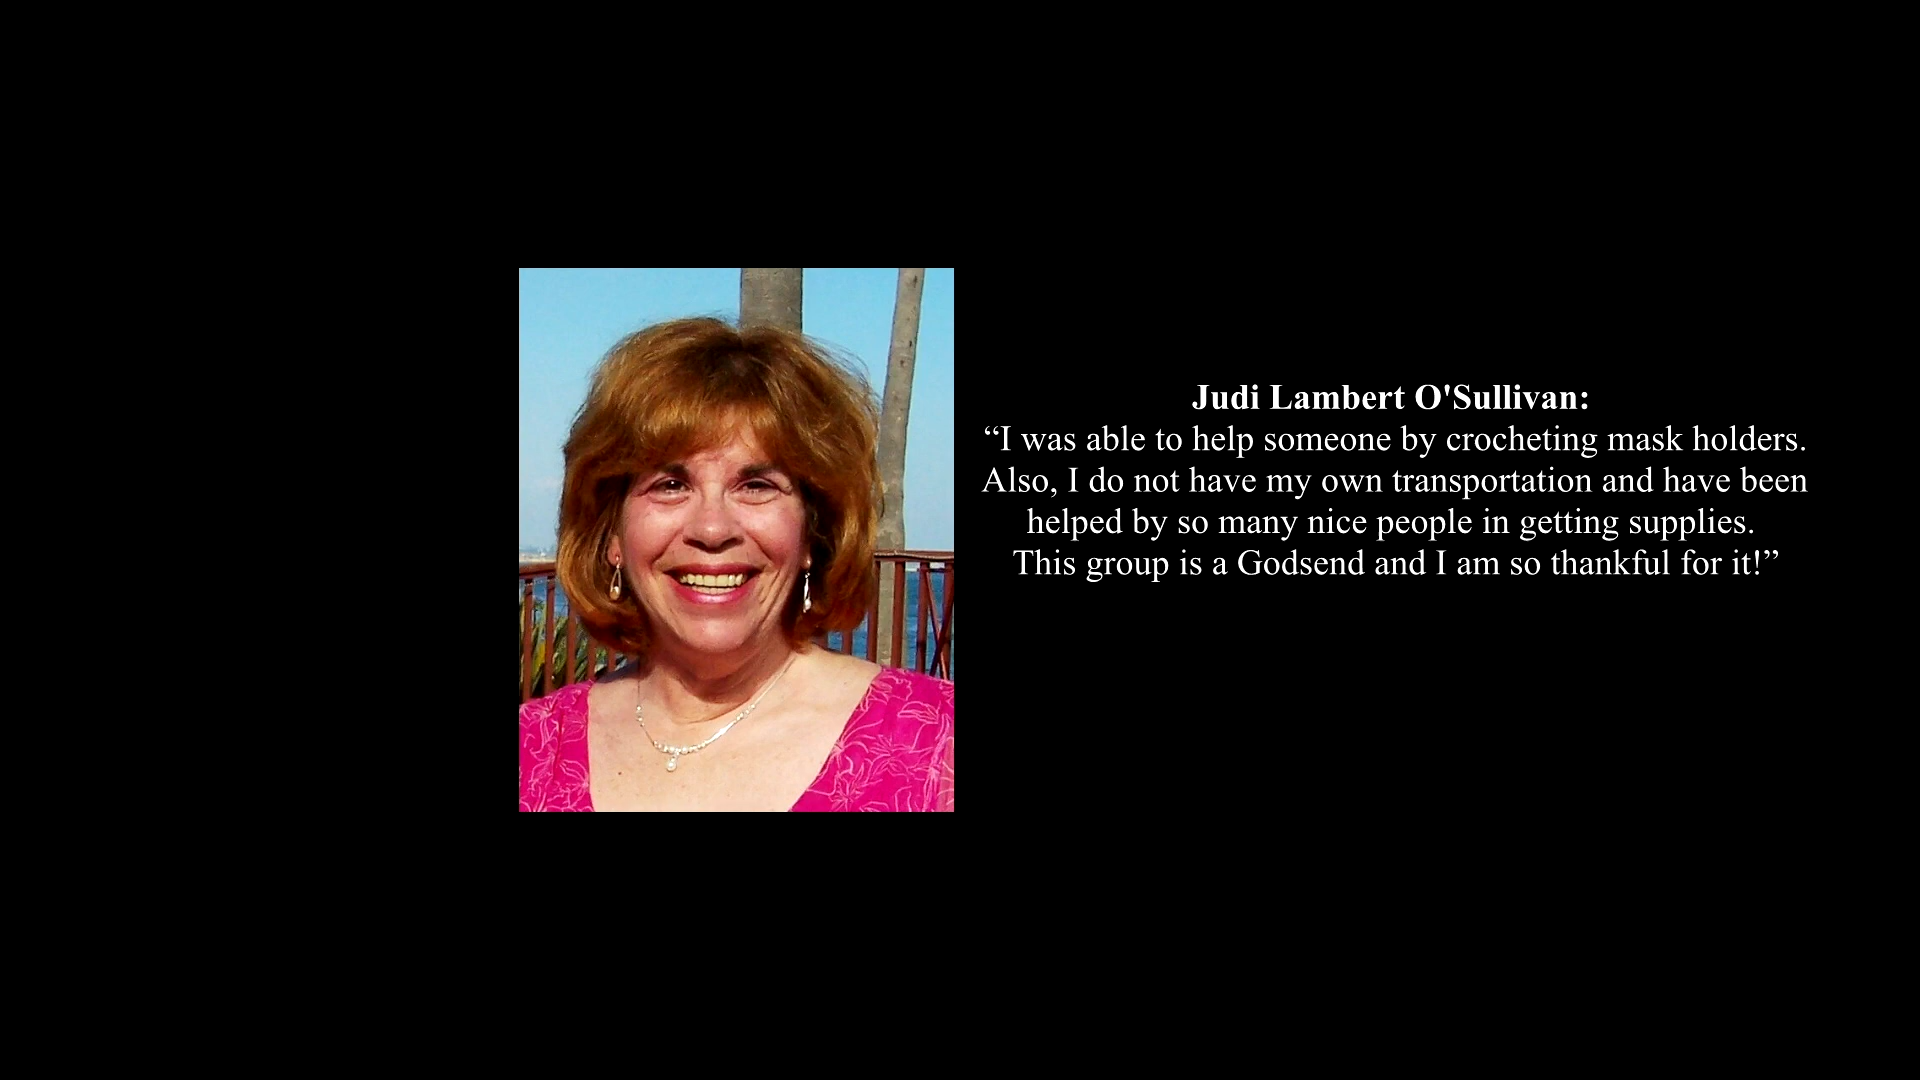 Judi Lambert O'Sullivan:
“I was able to help someone by crocheting mask holders.
Also, I do not have my own transportation and have been
helped by so many nice people in getting supplies.
This group is a Godsend and I am so thankful for it!”